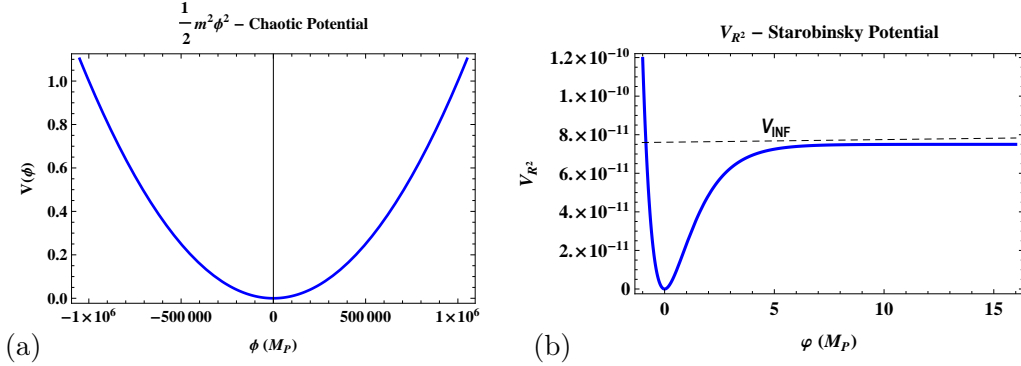 1/2 m²ϕ² – Chaotic Potential
V(ϕ)
1.0
0.8
0.6
0.4
0.2
0.0
−1×10⁶
−500 000
0
500 000
1×10⁶
ϕ (M_P)
(a)
V_R² – Starobinsky Potential
V_R²
1.2×10⁻¹⁰
1.×10⁻¹⁰
8.×10⁻¹¹
6.×10⁻¹¹
4.×10⁻¹¹
2.×10⁻¹¹
0
V_INF
0
5
10
15
φ (M_P)
(b)